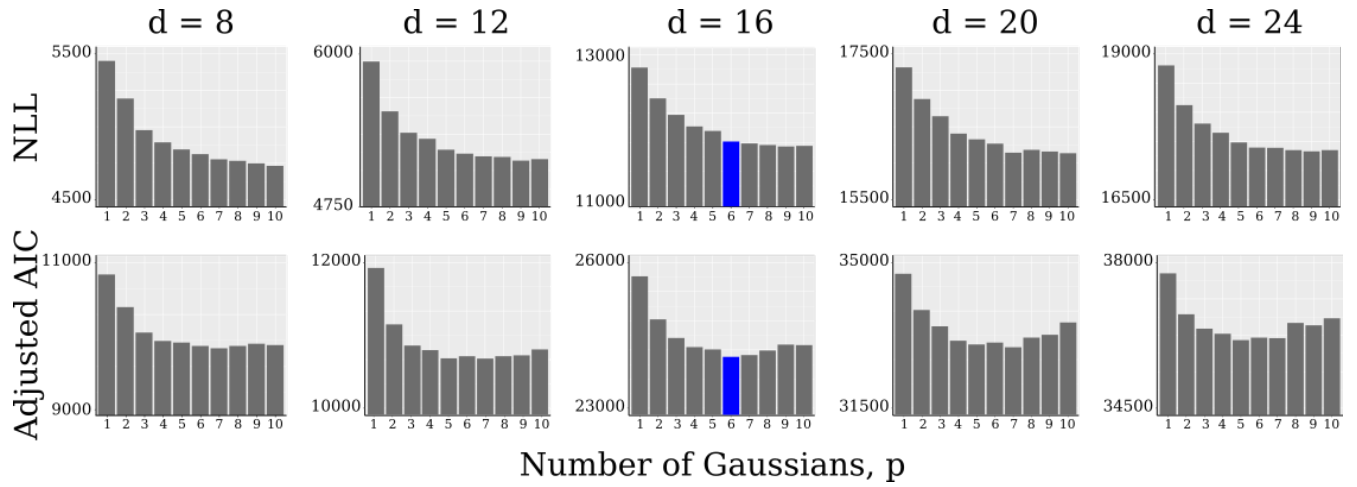 d = 8 d = 12 d = 16 d = 20 d = 24
NLL
5500 6000 13000 17500 19000
4500 4750 11000 15500 16500
1 2 3 4 5 6 7 8 9 10 1 2 3 4 5 6 7 8 9 10 1 2 3 4 5 6 7 8 9 10 1 2 3 4 5 6 7 8 9 10 1 2 3 4 5 6 7 8 9 10
Adjusted AIC
11000 12000 26000 35000 38000
9000 10000 23000 31500 34500
1 2 3 4 5 6 7 8 9 10 1 2 3 4 5 6 7 8 9 10 1 2 3 4 5 6 7 8 9 10 1 2 3 4 5 6 7 8 9 10 1 2 3 4 5 6 7 8 9 10
Number of Gaussians, p